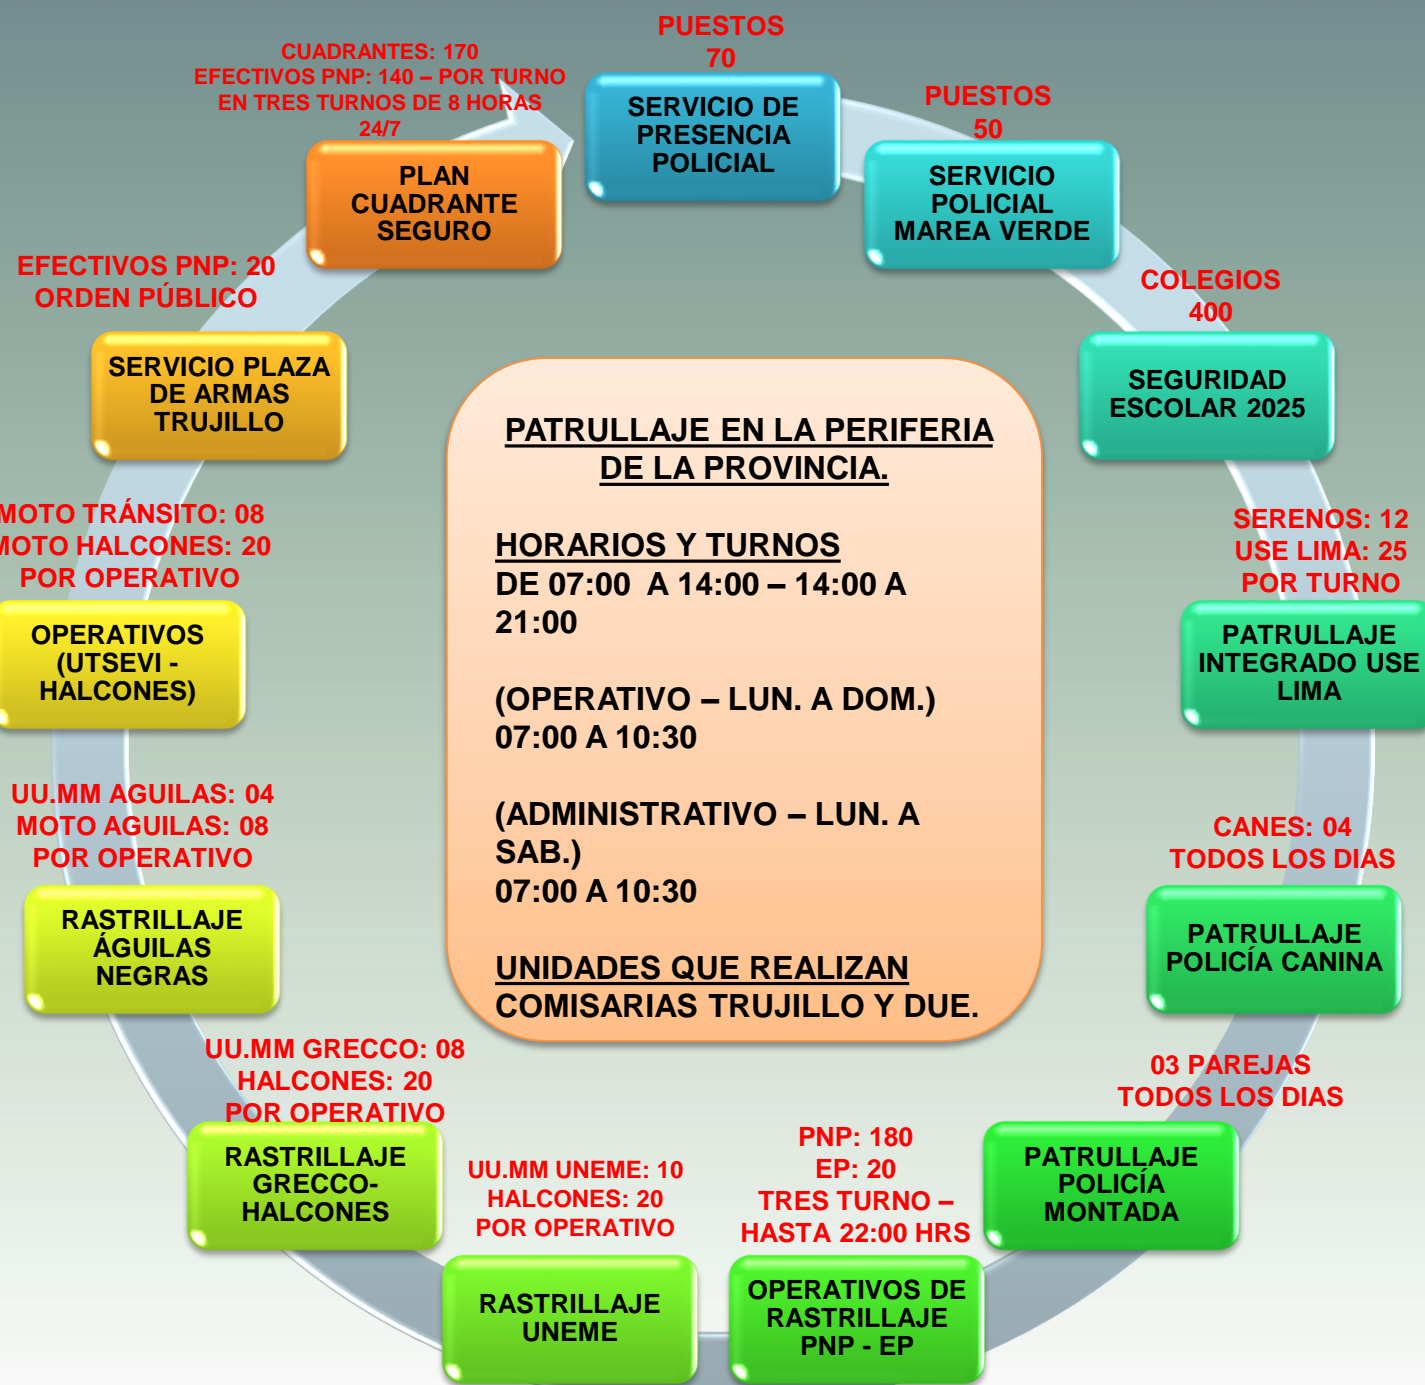 PUESTOS
70
SERVICIO DE
PRESENCIA
POLICIAL
PUESTOS
50
SERVICIO
POLICIAL
MAREA VERDE
COLEGIOS
400
SEGURIDAD
ESCOLAR 2025
SERENOS: 12
USE LIMA: 25
POR TURNO
PATRULLAJE
INTEGRADO USE
LIMA
CANES: 04
TODOS LOS DIAS
PATRULLAJE
POLICÍA CANINA
03 PAREJAS
TODOS LOS DIAS
PATRULLAJE
POLICÍA
MONTADA
PNP: 180
EP: 20
TRES TURNO –
HASTA 22:00 HRS
OPERATIVOS DE
RASTRILLAJE
PNP - EP
UU.MM UNEME: 10
HALCONES: 20
POR OPERATIVO
RASTRILLAJE
UNEME
UU.MM GRECCO: 08
HALCONES: 20
POR OPERATIVO
RASTRILLAJE
GRECCO-
HALCONES
UU.MM AGUILAS: 04
MOTO AGUILAS: 08
POR OPERATIVO
RASTRILLAJE
ÁGUILAS
NEGRAS
MOTO TRÁNSITO: 08
MOTO HALCONES: 20
POR OPERATIVO
OPERATIVOS
(UTSEVI -
HALCONES)
EFECTIVOS PNP: 20
ORDEN PÚBLICO
SERVICIO PLAZA
DE ARMAS
TRUJILLO
CUADRANTES: 170
EFECTIVOS PNP: 140 – POR TURNO
EN TRES TURNOS DE 8 HORAS
24/7
PLAN
CUADRANTE
SEGURO
PATRULLAJE EN LA PERIFERIA
DE LA PROVINCIA.
HORARIOS Y TURNOS
DE 07:00 A 14:00 – 14:00 A
21:00
(OPERATIVO – LUN. A DOM.)
07:00 A 10:30
(ADMINISTRATIVO – LUN. A
SAB.)
07:00 A 10:30
UNIDADES QUE REALIZAN
COMISARIAS TRUJILLO Y DUE.